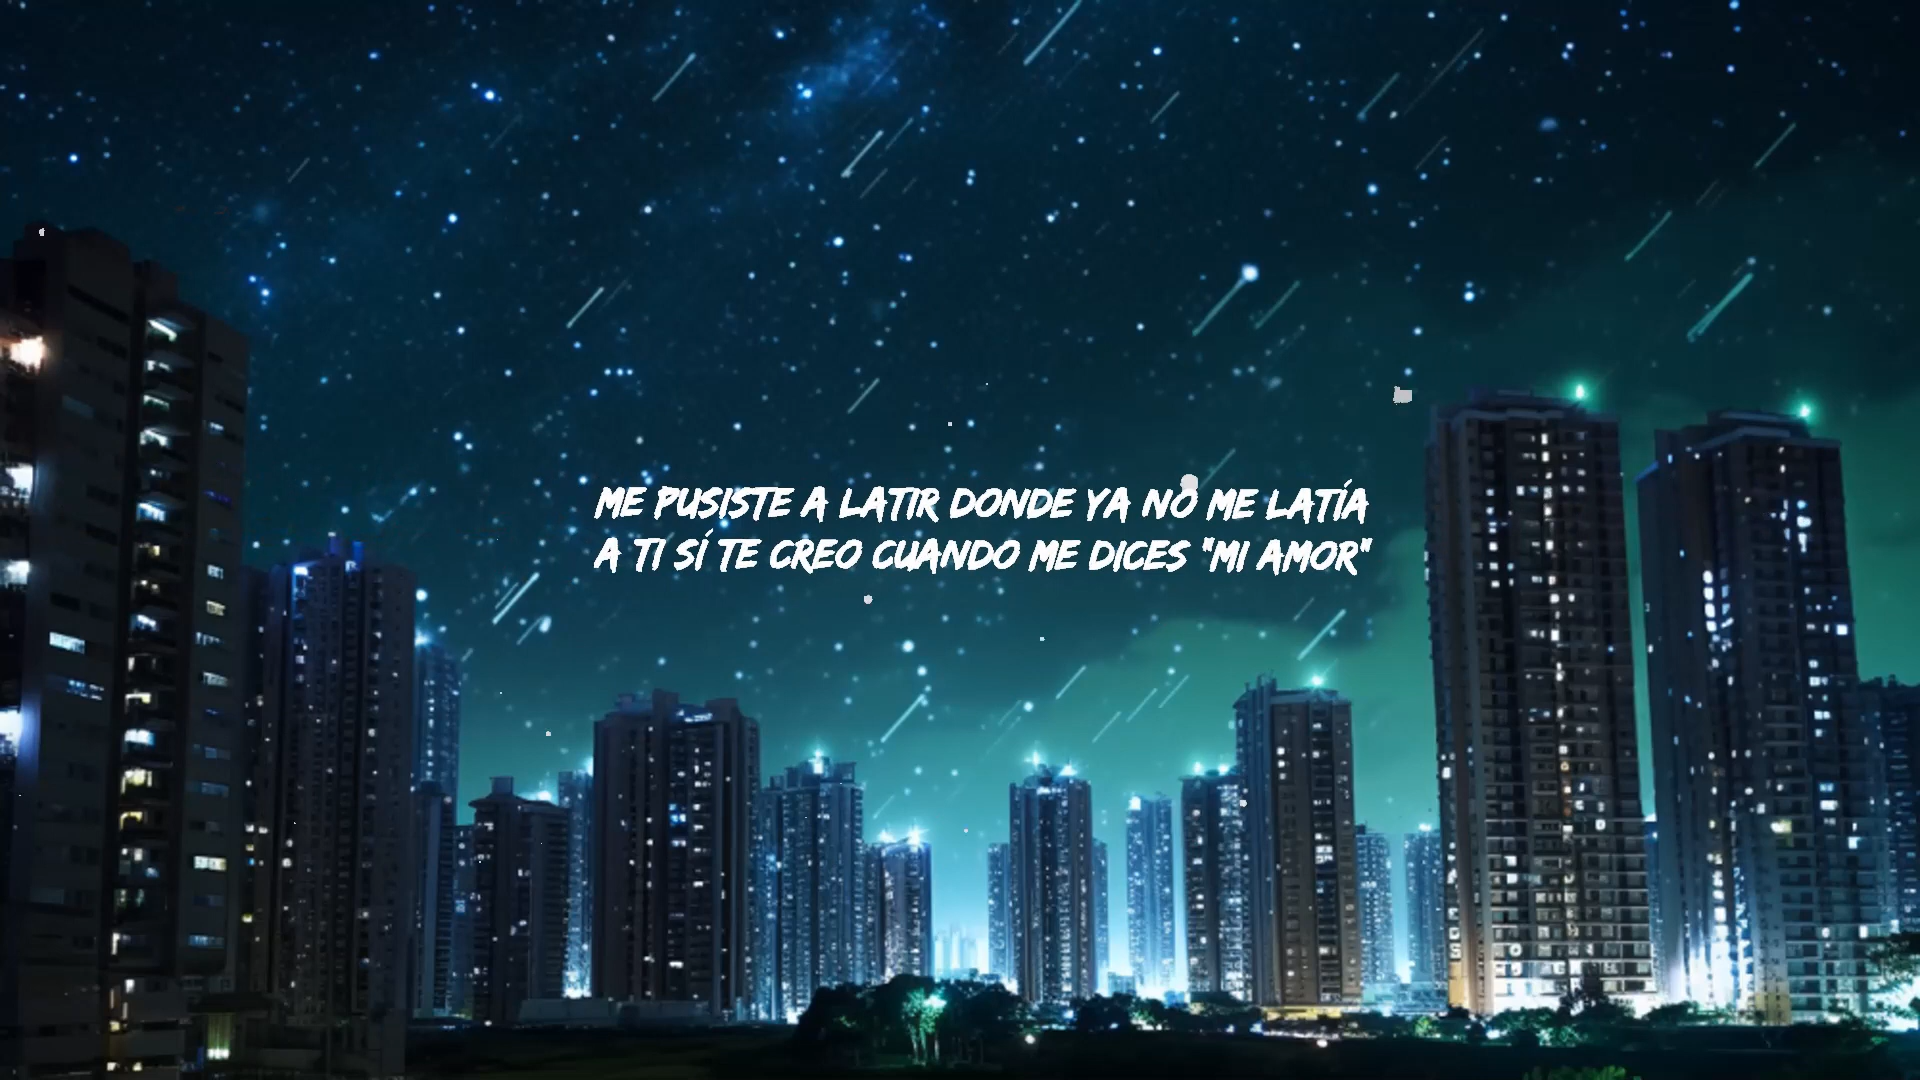 ME PUSISTE A LATIR DONDE YA NO ME LATÍA
A TI SÍ TE CREO CUANDO ME DICES "MI AMOR"